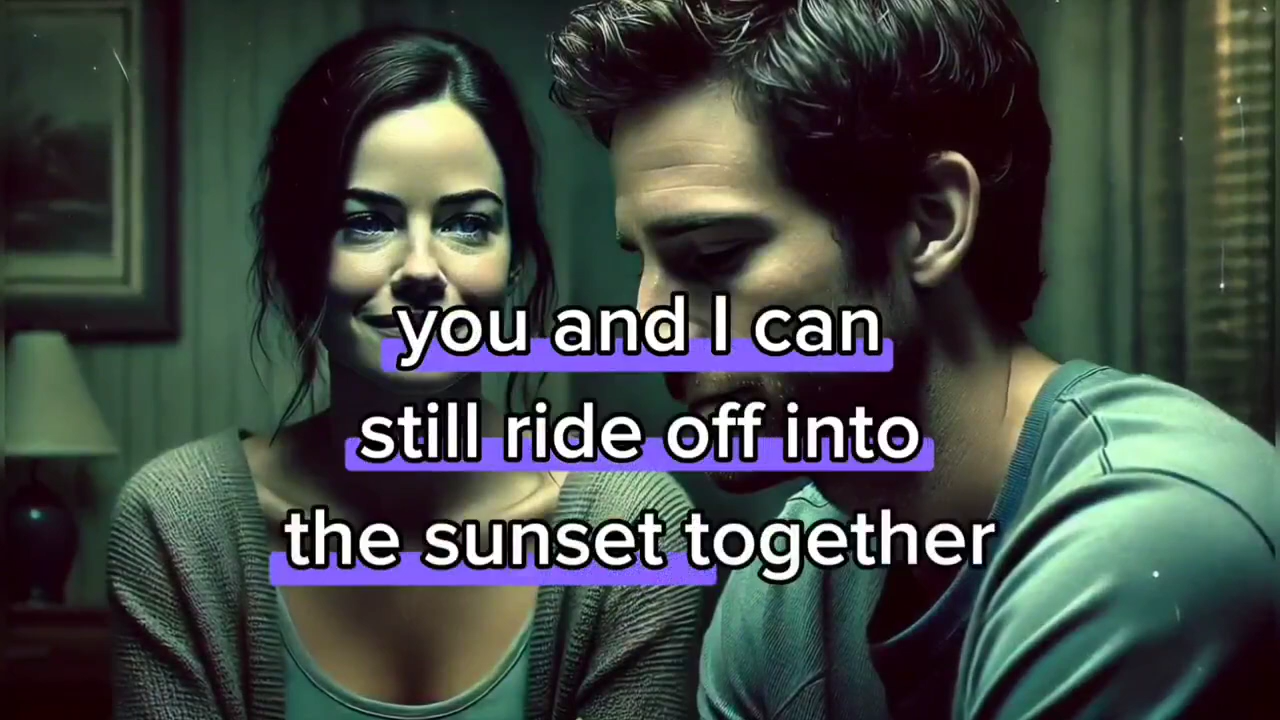 you and I can
still ride off into
the sunset together